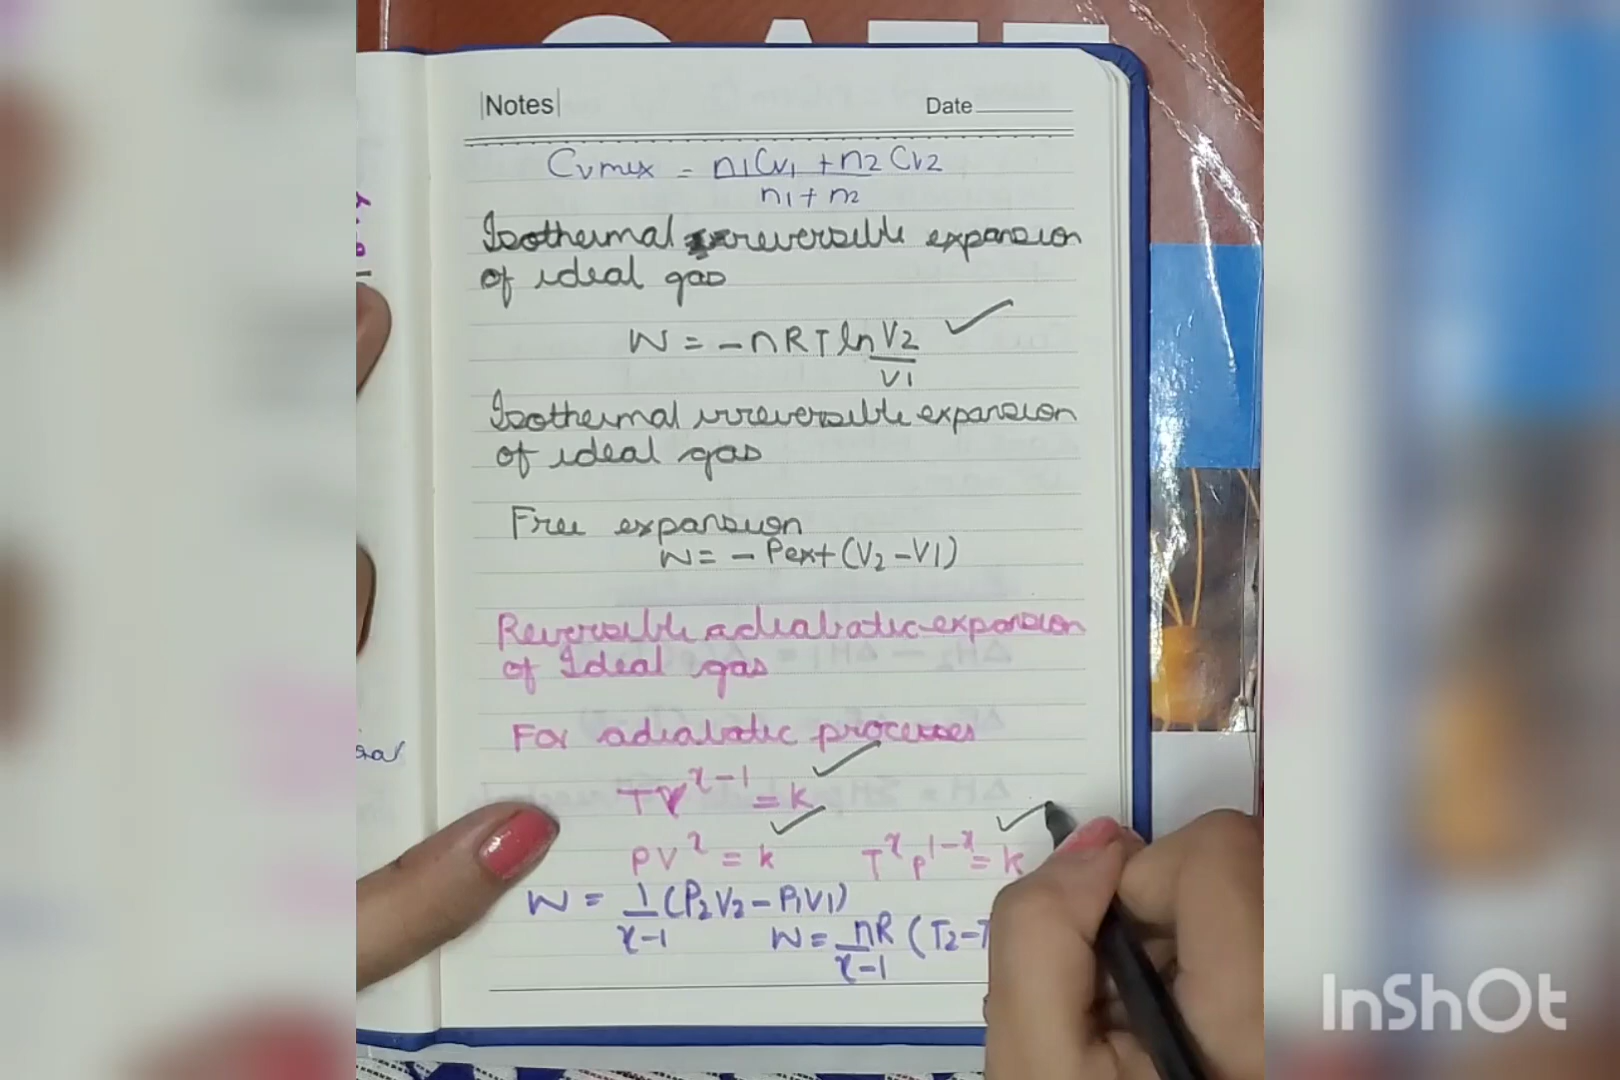 Notes
Date
Cvmix = n1Cv1 + n2 Cv2
n1 + n2
Isothermal reversible expansion
of ideal gas
W = -nRT ln V2
V1
Isothermal irreversible expansion
of ideal gas
Free expansion
W = - Pext (V2 - V1)
Reversible adiabatic expansion
of Ideal gas
For adiabatic processes
TV^x-1 = k
PV^x = k T^x P^1-x = k
W = 1 (P2V2 - P1V1)
x-1
W = nR (T2-T
x-1
InShOt